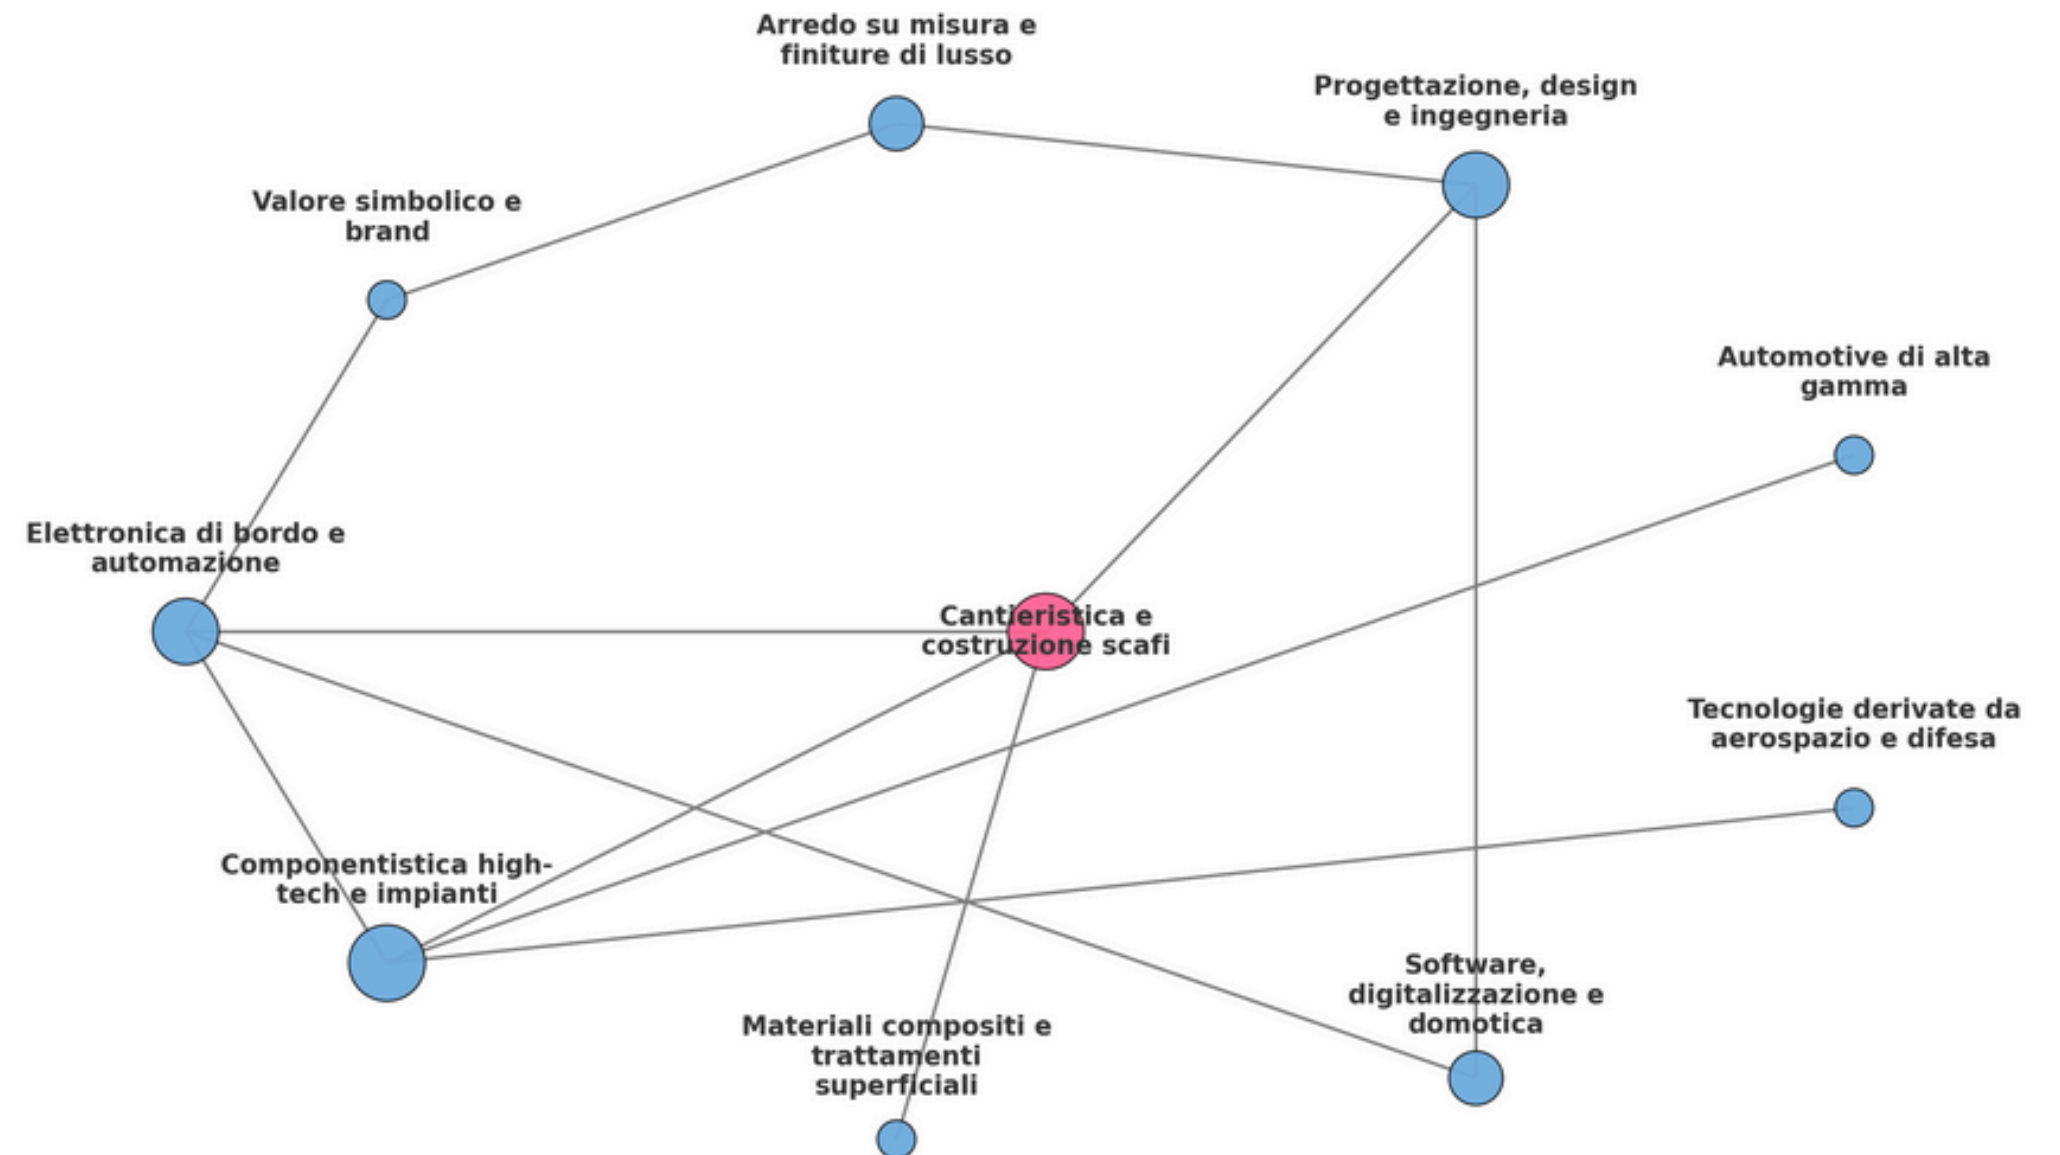 Arredo su misura e
finiture di lusso
Progettazione, design
e ingegneria
Valore simbolico e
brand
Automotive di alta
gamma
Elettronica di bordo e
automazione
Cantieristica e
costruzione scafi
Tecnologie derivate da
aerospazio e difesa
Componentistica high-
tech e impianti
Software,
digitalizzazione e
domotica
Materiali compositi e
trattamenti
superficiali